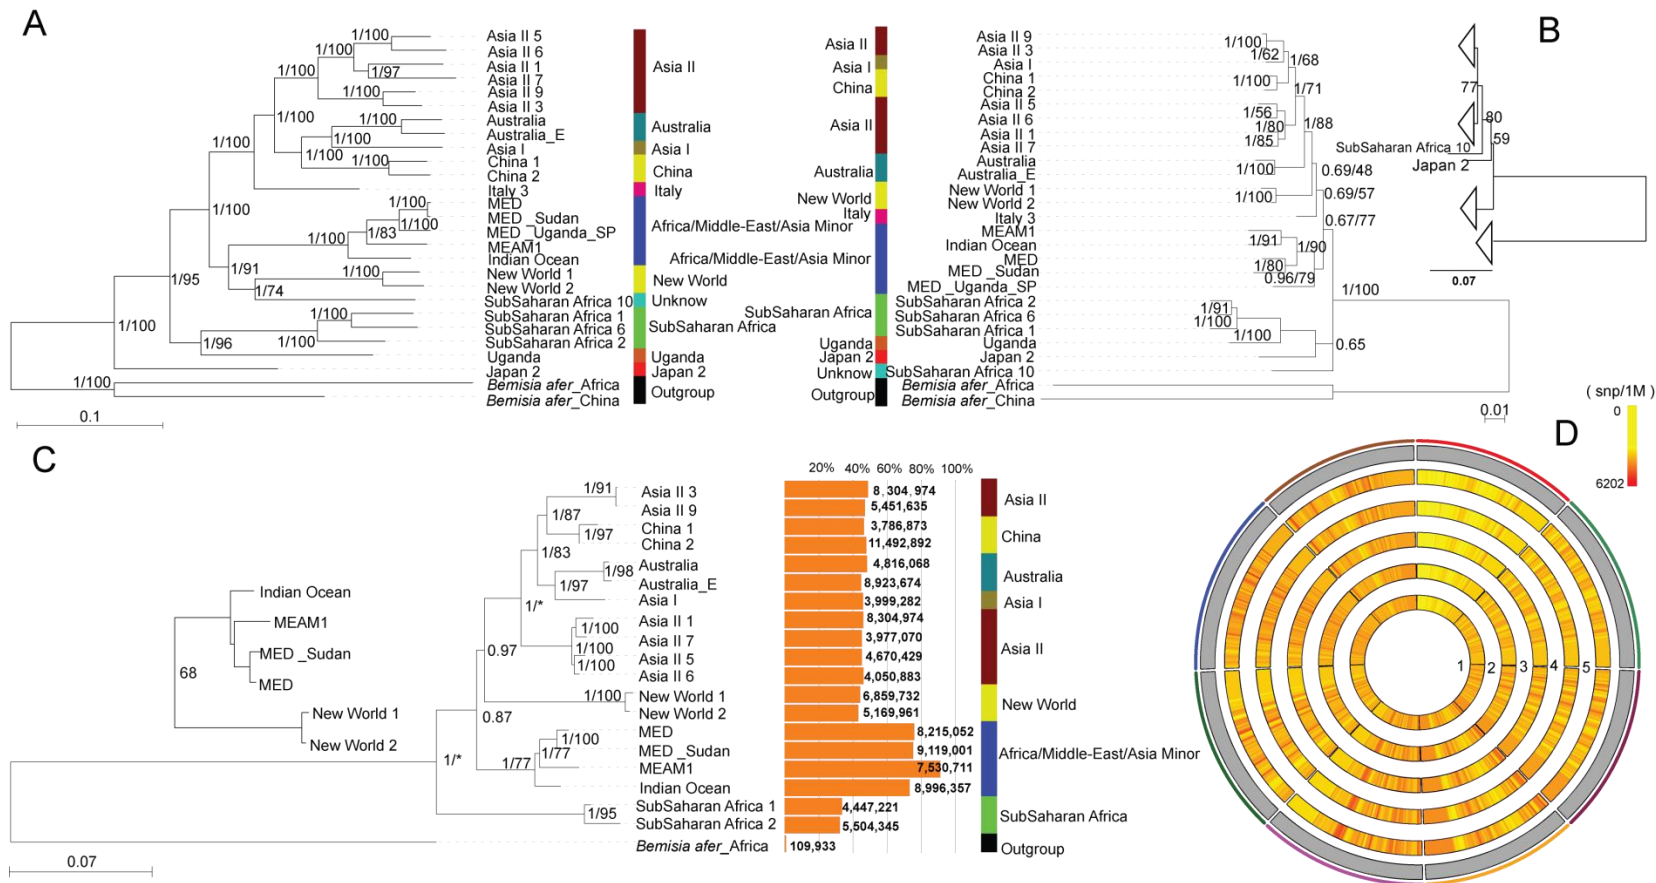 A
1/100
1/100
1/100
1/97
1/100
1/100
1/100
1/100
1/100
1/100
1/100
1/100
1/100
1/100
1/100
1/83
1/100
1/95
1/91
1/100
1/74
1/100
1/100
1/100
1/96
1/100
0.1
Asia II 5
Asia II 6
Asia II 1
Asia II 7
Asia II 9
Asia II 3
Australia
Australia_E
Asia I
China 1
China 2
Italy 3
MED
MED _Sudan
MED_Uganda_SP
MEAM1
Indian Ocean
New World 1
New World 2
SubSaharan Africa 10
SubSaharan Africa 1
SubSaharan Africa 6
SubSaharan Africa 2
Uganda
Japan 2
Bemisia afer_Africa
Bemisia afer_China
Asia II
Australia
Asia I
China
Italy
Africa/Middle-East/Asia Minor
New World
Unknow
SubSaharan Africa
Uganda
Japan 2
Outgroup
B
Asia II
Asia I
China
Asia II
Australia
New World
Italy
Africa/Middle-East/Asia Minor
SubSaharan Africa
Uganda
Japan 2
Unknow
Outgroup
Asia II 9
Asia II 3
Asia I
China 1
China 2
Asia II 5
Asia II 6
Asia II 1
Asia II 7
Australia
Australia_E
New World 1
New World 2
Italy 3
MEAM1
Indian Ocean
MED
MED _Sudan
MED_Uganda_SP
SubSaharan Africa 2
SubSaharan Africa 6
SubSaharan Africa 1
Uganda
Japan 2
SubSaharan Africa 10
Bemisia afer_Africa
Bemisia afer_China
1/100
1/62
1/68
1/100
1/71
1/56
1/80
1/85
1/88
1/100
0.69/48
1/100
0.69/57
0.67/77
1/91
1/90
1/80
0.96/79
1/100
1/91
1/100
1/100
0.65
0.01
77
80
59
SubSaharan Africa 10
Japan 2
0.07
C
Indian Ocean
MEAM1
MED _Sudan
MED
New World 1
New World 2
68
0.07
1/91
1/87
1/97
1/83
1/98
1/97
1/*
1/100
1/100
1/100
0.97
1/100
0.87
1/100
1/77
1/77
1/*
1/95
20%
40%
60%
80%
100%
Asia II 3
8,304,974
Asia II 9
5,451,635
China 1
3,786,873
China 2
11,492,892
Australia
4,816,068
Australia_E
8,923,674
Asia I
3,999,282
Asia II 1
8,304,974
Asia II 7
3,977,070
Asia II 5
4,670,429
Asia II 6
4,050,883
New World 1
6,859,732
New World 2
5,169,961
MED
8,215,052
MED _Sudan
9,119,001
MEAM1
7,530,711
Indian Ocean
8,996,357
SubSaharan Africa 1
4,447,221
SubSaharan Africa 2
5,504,345
Bemisia afer_Africa
109,933
Asia II
China
Australia
Asia I
Asia II
New World
Africa/Middle-East/Asia Minor
SubSaharan Africa
Outgroup
D
( snp/1M )
0
6202
1
2
3
4
5